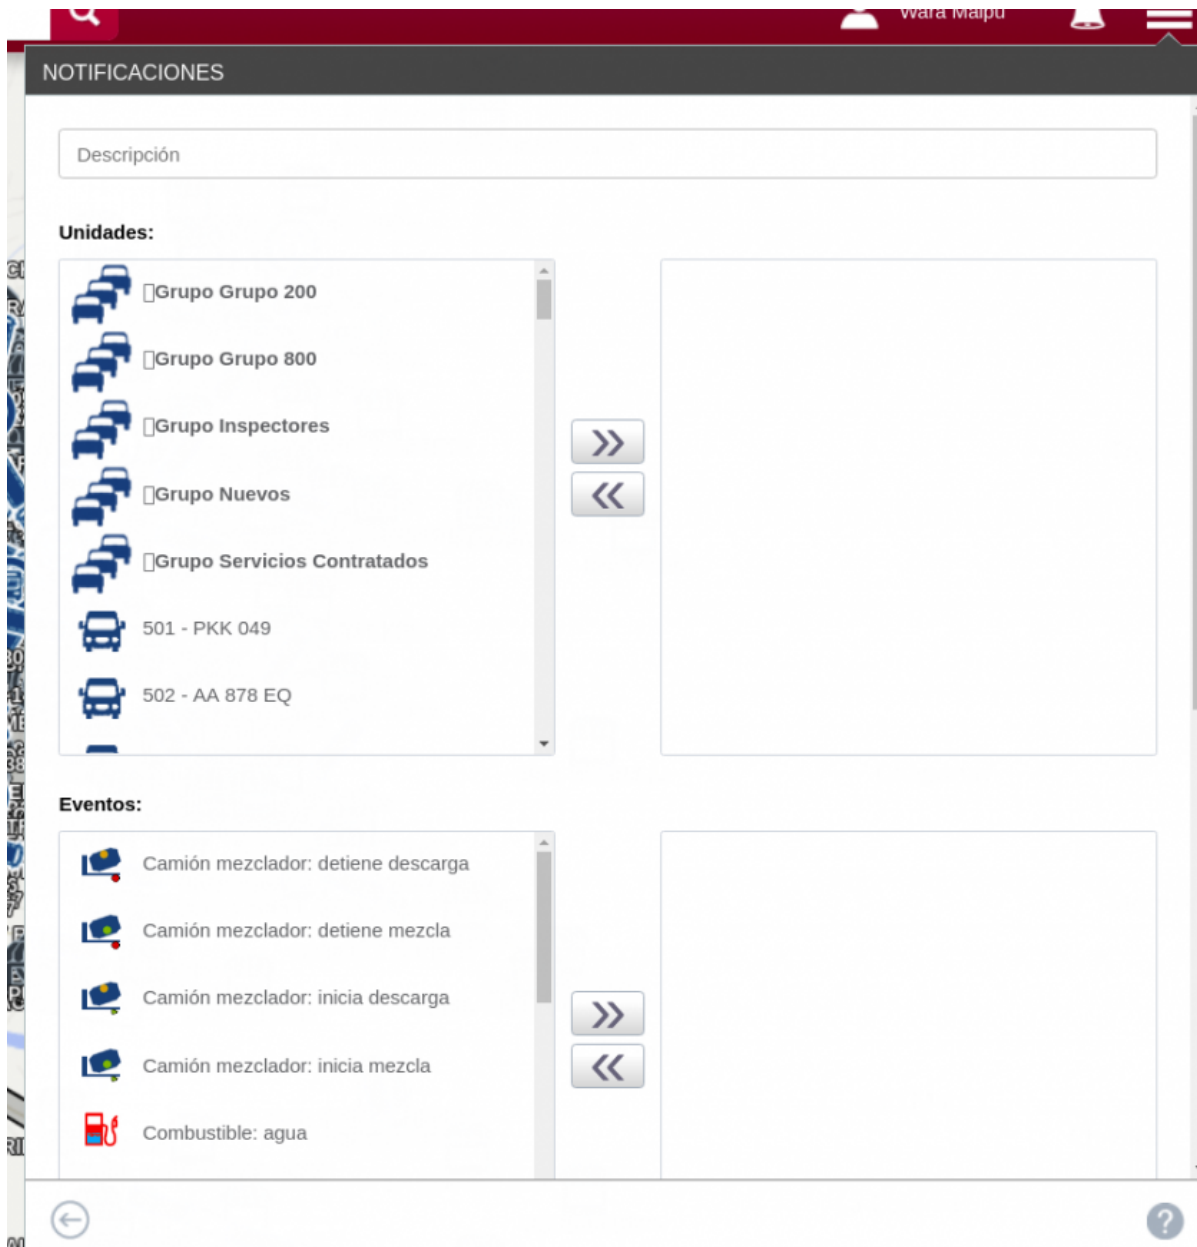 Wara Maipú
NOTIFICACIONES
Descripción
Unidades:
Grupo Grupo 200
Grupo Grupo 800
Grupo Inspectores
Grupo Nuevos
Grupo Servicios Contratados
501 - PKK 049
502 - AA 878 EQ
Eventos:
Camión mezclador: detiene descarga
Camión mezclador: detiene mezcla
Camión mezclador: inicia descarga
Camión mezclador: inicia mezcla
Combustible: agua